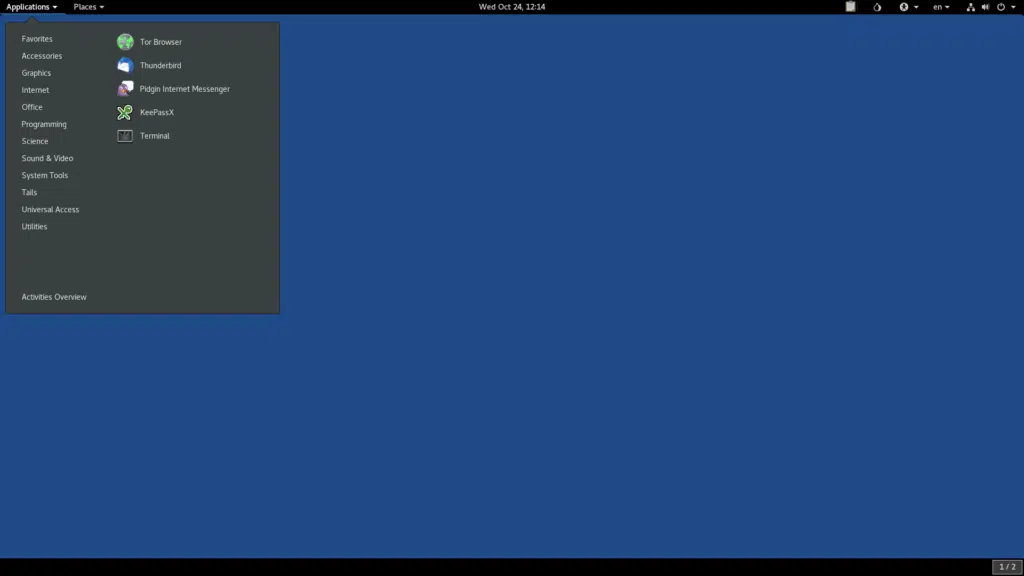 Applications Places Wed Oct 24, 12:14 en
Favorites
Accessories
Graphics
Internet
Office
Programming
Science
Sound & Video
System Tools
Tails
Universal Access
Utilities
Activities Overview
Tor Browser
Thunderbird
Pidgin Internet Messenger
KeePassX
Terminal
1 / 2